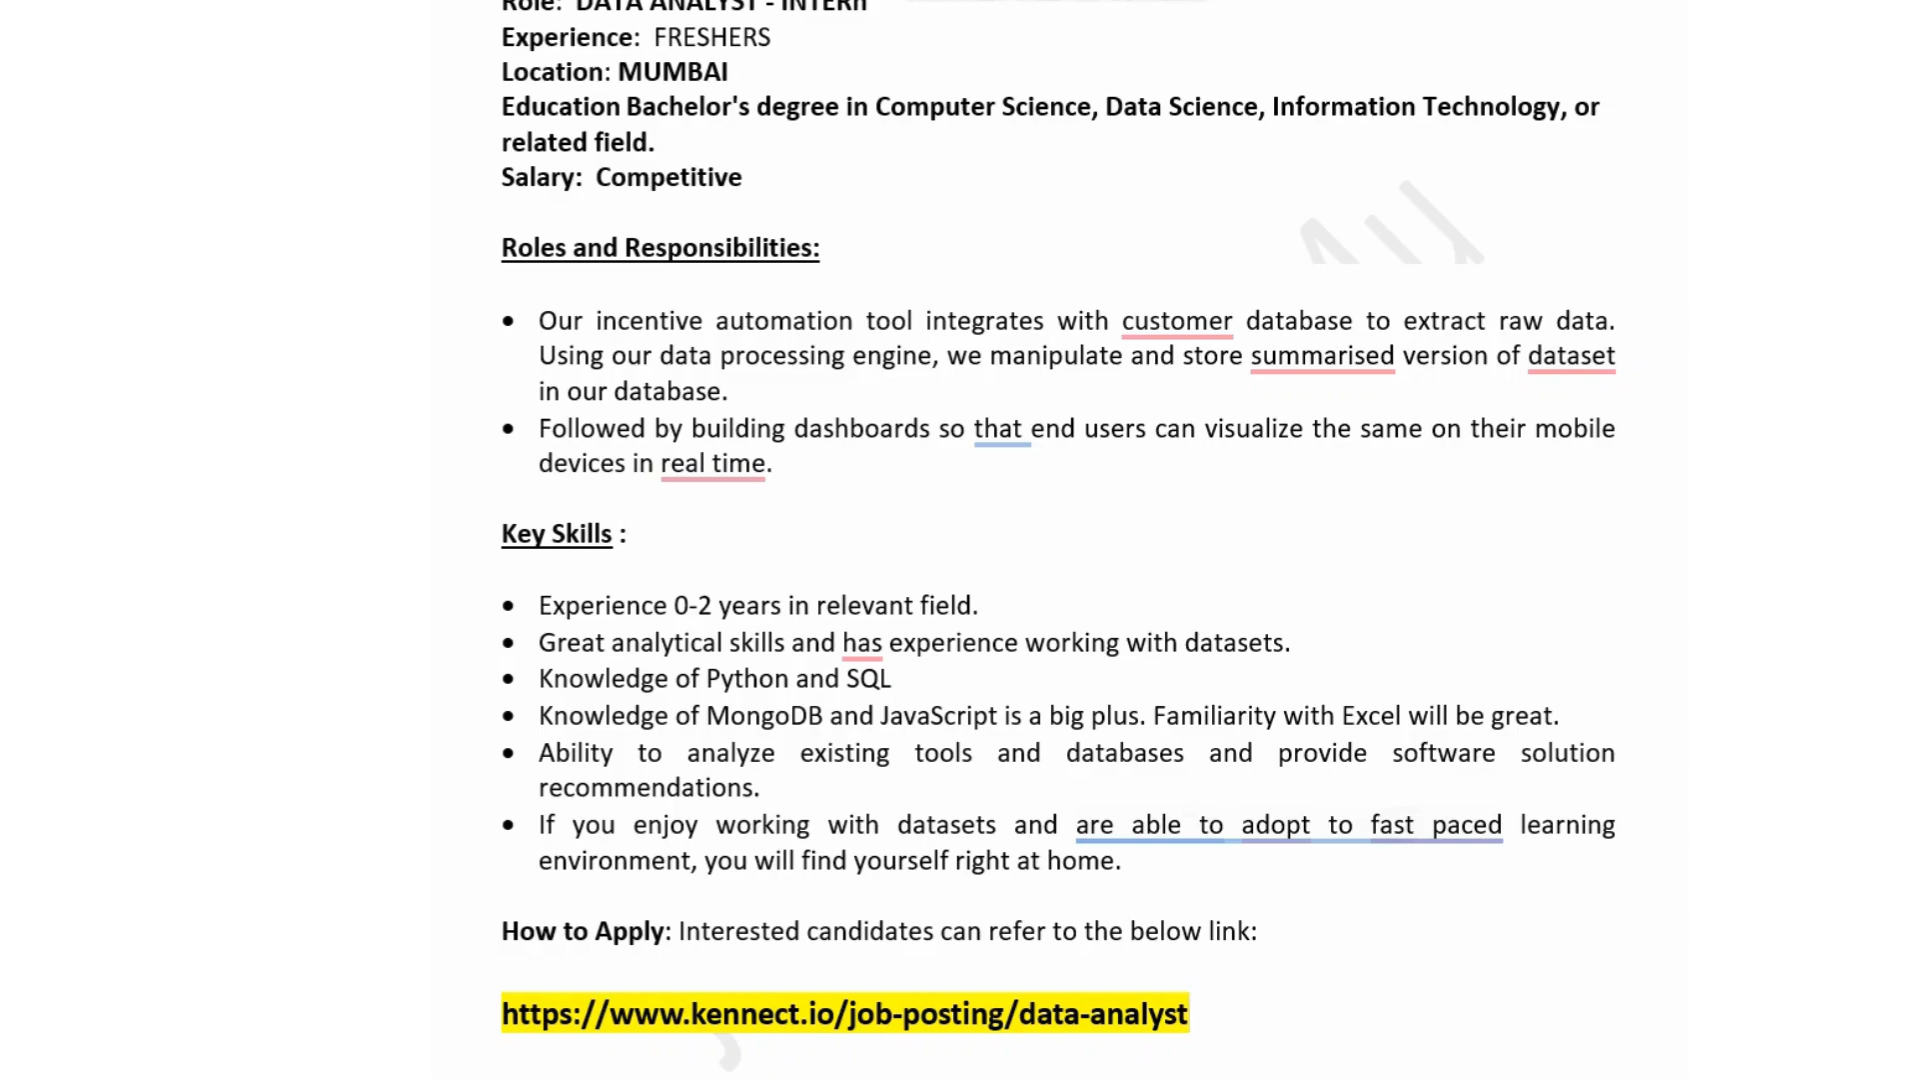 Role: DATA ANALYST - INTERn
Experience: FRESHERS
Location: MUMBAI
Education Bachelor's degree in Computer Science, Data Science, Information Technology, or
related field.
Salary: Competitive
Roles and Responsibilities:
• Our incentive automation tool integrates with customer database to extract raw data.
Using our data processing engine, we manipulate and store summarised version of dataset
in our database.
• Followed by building dashboards so that end users can visualize the same on their mobile
devices in real time.
Key Skills :
• Experience 0-2 years in relevant field.
• Great analytical skills and has experience working with datasets.
• Knowledge of Python and SQL
• Knowledge of MongoDB and JavaScript is a big plus. Familiarity with Excel will be great.
• Ability to analyze existing tools and databases and provide software solution
recommendations.
• If you enjoy working with datasets and are able to adopt to fast paced learning
environment, you will find yourself right at home.
How to Apply: Interested candidates can refer to the below link:
https://www.kennect.io/job-posting/data-analyst